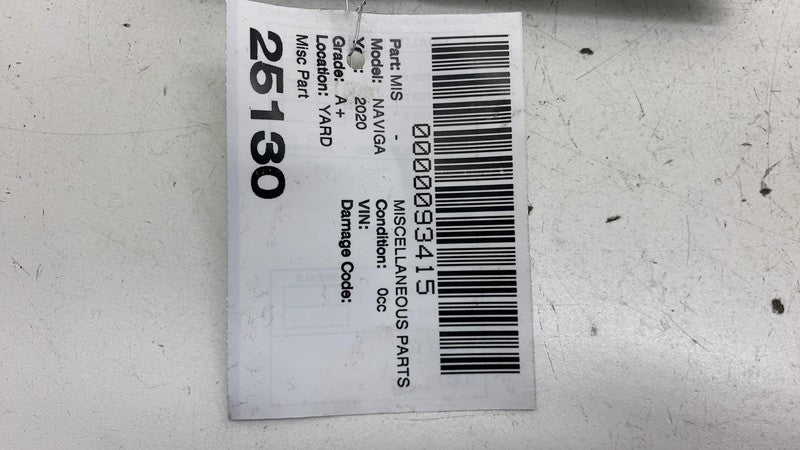 0000093415
Part: MIS - MISCELLANEOUS PARTS
Model: NAVIGA Condition: 0cc
2020 VIN:
Grade: A+ Damage Code:
Location: YARD
Misc Part
25130